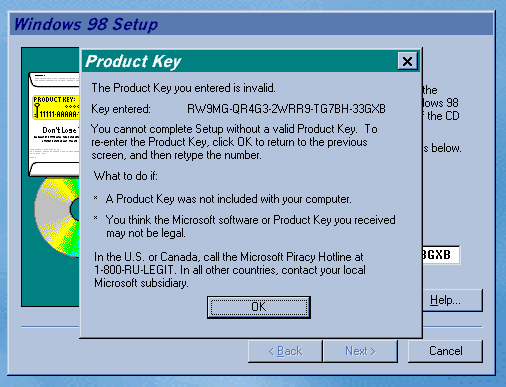 Windows 98 Setup
Product Key
The Product Key you entered is invalid.
Key entered: RW9MG-QR4G3-2WRR9-TG7BH-33GXB
You cannot complete Setup without a valid Product Key. To
re-enter the Product Key, click OK to return to the previous
screen, and then retype the number.
What to do if:
* A Product Key was not included with your computer.
* You think the Microsoft software or Product Key you received
may not be legal.
In the U.S. or Canada, call the Microsoft Piracy Hotline at
1-800-RU-LEGIT. In all other countries, contact your local
Microsoft subsidiary.
OK
PRODUCT KEY:
11111-AAAAA-
Don't Lose
the
lows 98
f the CD
s below.
3GXB
Help...
< Back
Next >
Cancel